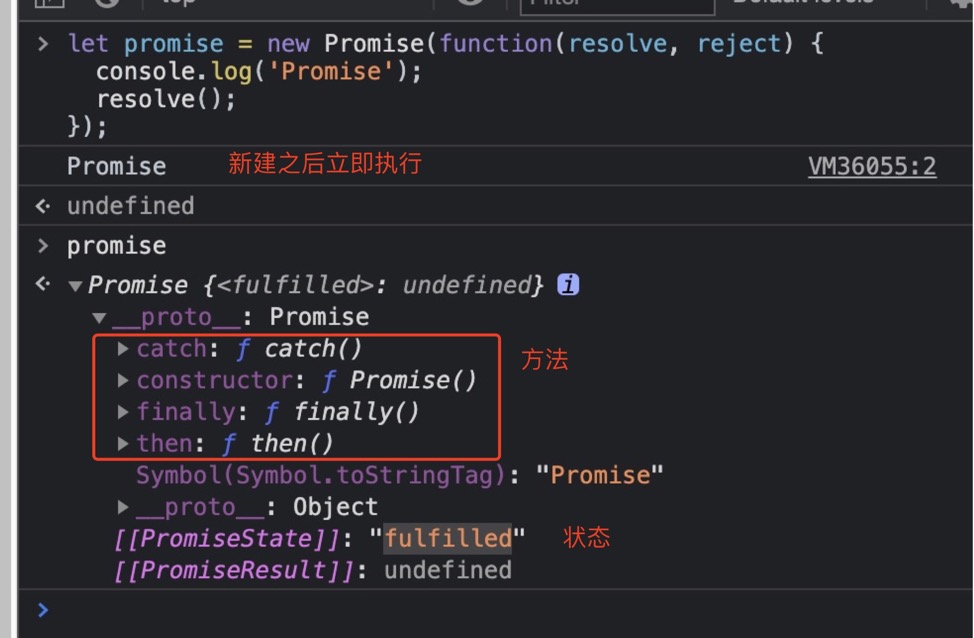 top
Filter
Default levels
> let promise = new Promise(function(resolve, reject) {
console.log('Promise');
resolve();
});
Promise 新建之后立即执行 VM36055:2
undefined
> promise
▼Promise {<fulfilled>: undefined} i
▼__proto__: Promise
▶catch: ƒ catch()
▶constructor: ƒ Promise() 方法
▶finally: ƒ finally()
▶then: ƒ then()
Symbol(Symbol.toStringTag): "Promise"
▶__proto__: Object
[[PromiseState]]: "fulfilled" 状态
[[PromiseResult]]: undefined
>